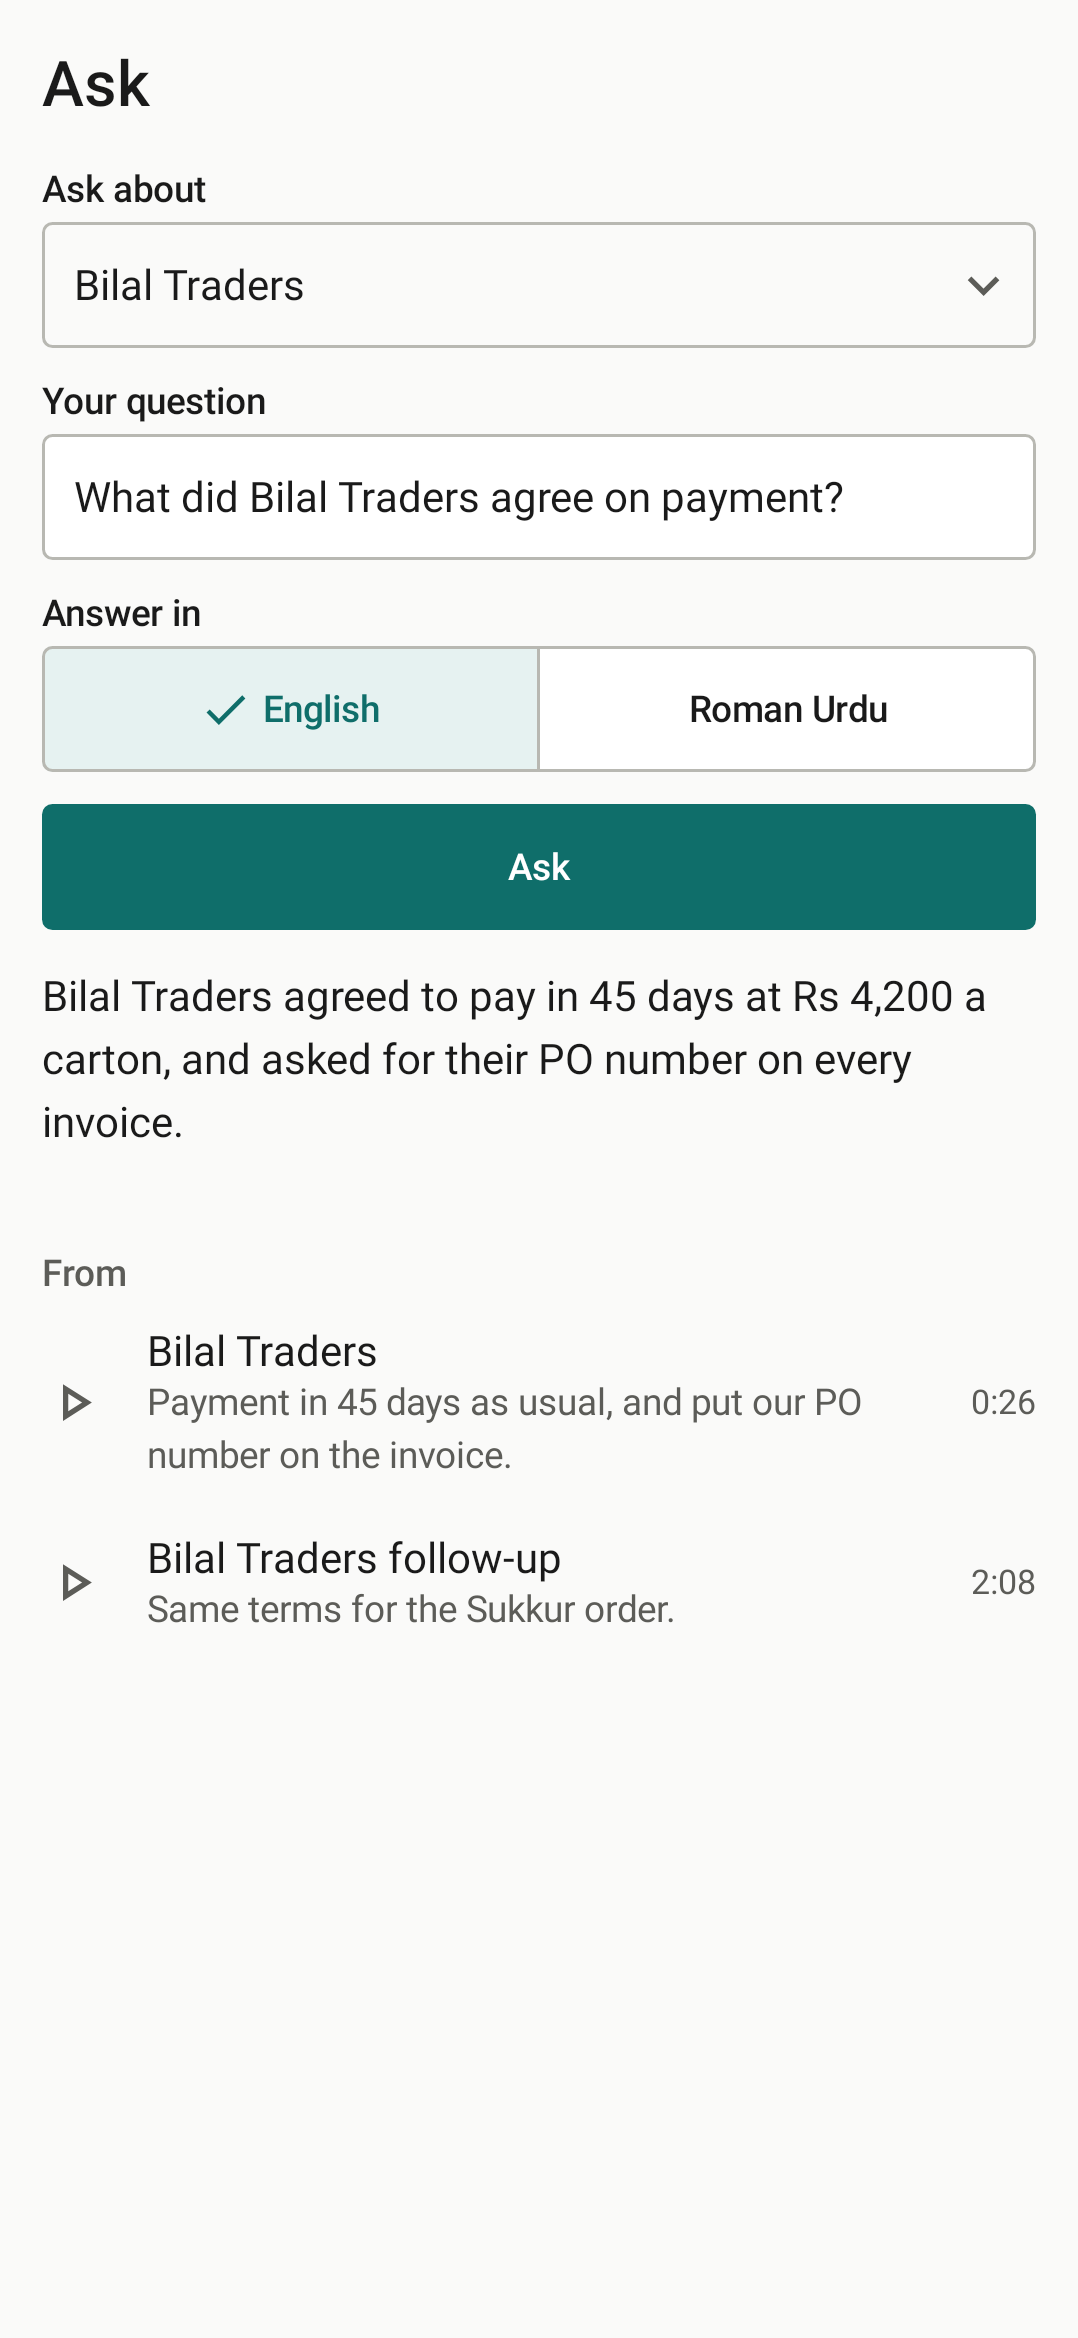 Ask
Ask about
Bilal Traders
Your question
What did Bilal Traders agree on payment?
Answer in
English
Roman Urdu
Ask
Bilal Traders agreed to pay in 45 days at Rs 4,200 a
carton, and asked for their PO number on every
invoice.
From
Bilal Traders
Payment in 45 days as usual, and put our PO
number on the invoice.
0:26
Bilal Traders follow-up
Same terms for the Sukkur order.
2:08